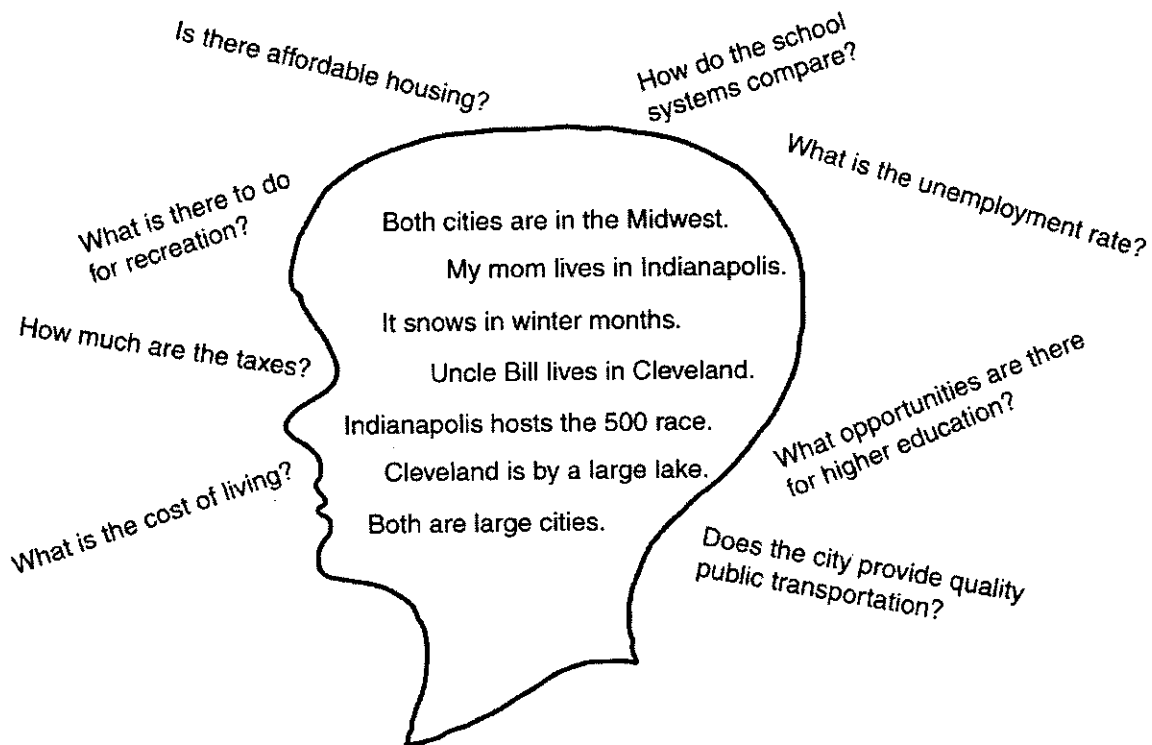 Is there affordable housing?
How do the school
systems compare?
What is the unemployment rate?
What is there to do
for recreation?
Both cities are in the Midwest.
My mom lives in Indianapolis.
It snows in winter months.
How much are the taxes?
Uncle Bill lives in Cleveland.
Indianapolis hosts the 500 race.
What opportunities are there
for higher education?
Cleveland is by a large lake.
What is the cost of living?
Both are large cities.
Does the city provide quality
public transportation?